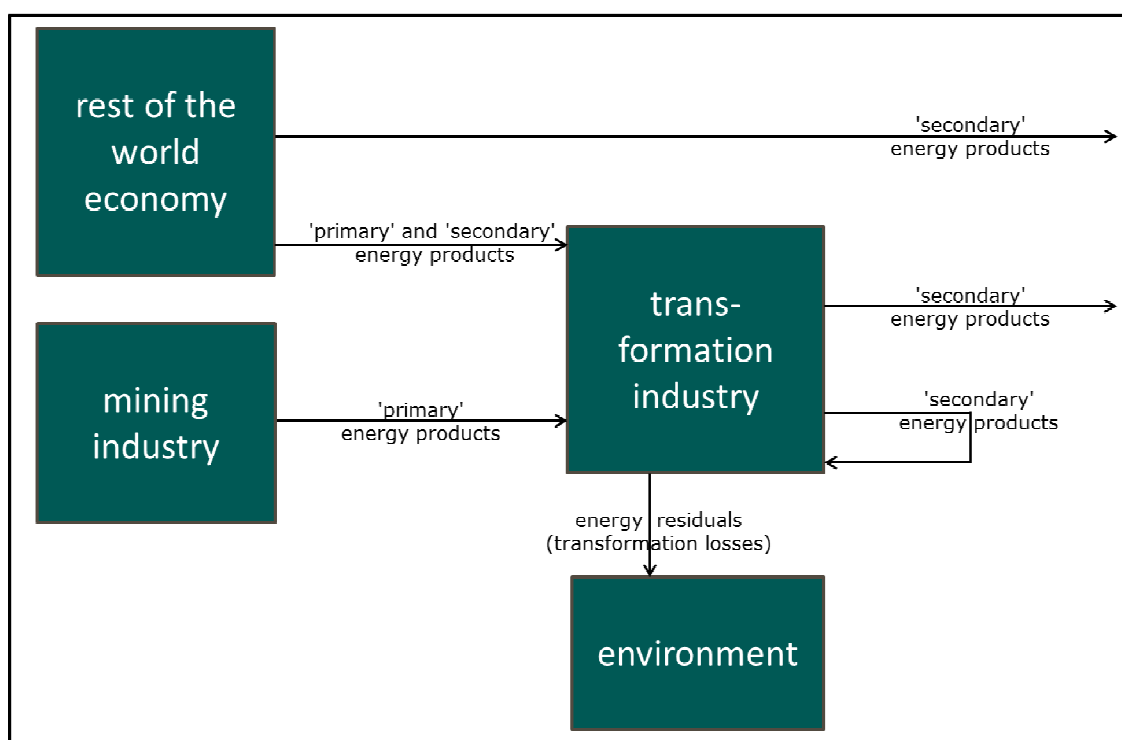 rest of the
world
economy
'secondary'
energy products
'primary' and 'secondary'
energy products
trans-
formation
industry
'secondary'
energy products
mining
industry
'primary'
energy products
'secondary'
energy products
energy residuals
(transformation losses)
environment